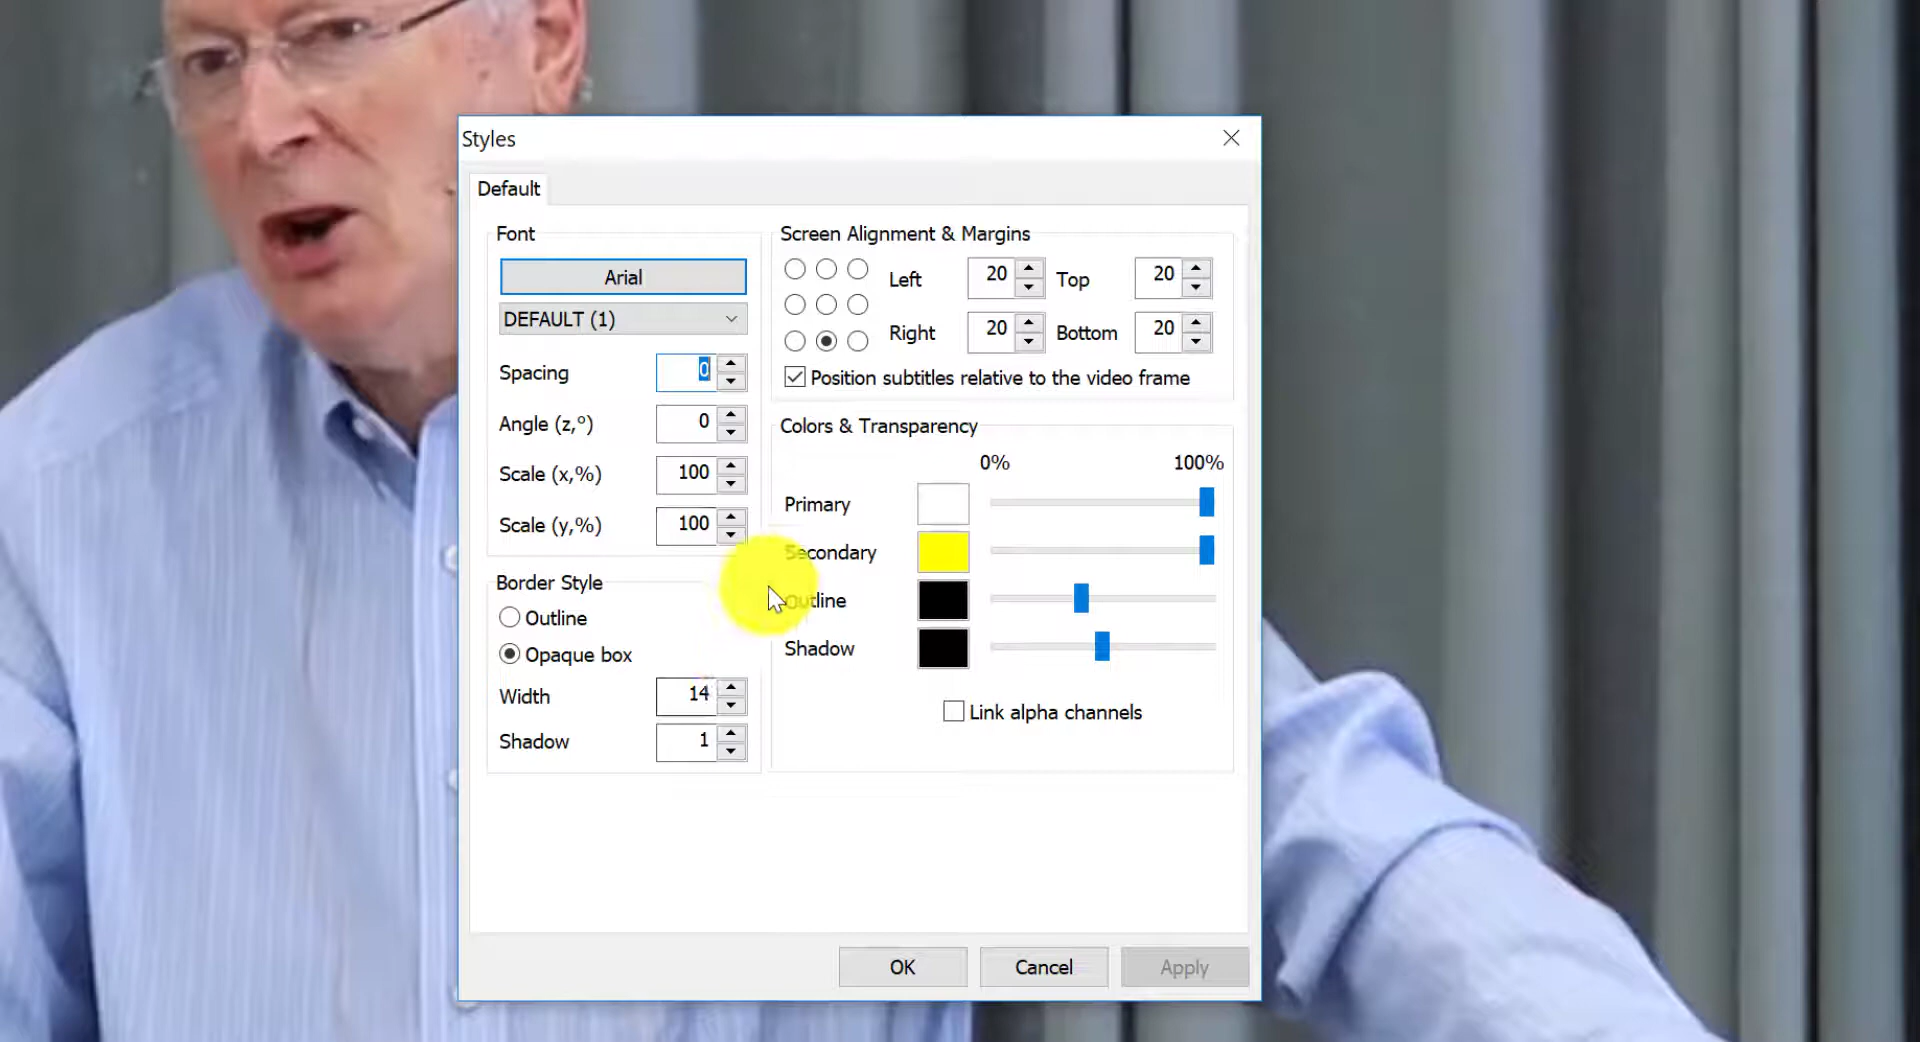 Styles
Default
Font
Arial
DEFAULT (1)
Spacing 0
Angle (z,º) 0
Scale (x,%) 100
Scale (y,%) 100
Border Style
Outline
Opaque box
Width 14
Shadow 1
Screen Alignment & Margins
Left 20 Top 20
Right 20 Bottom 20
Position subtitles relative to the video frame
Colors & Transparency
0% 100%
Primary
Secondary
Outline
Shadow
Link alpha channels
OK Cancel Apply